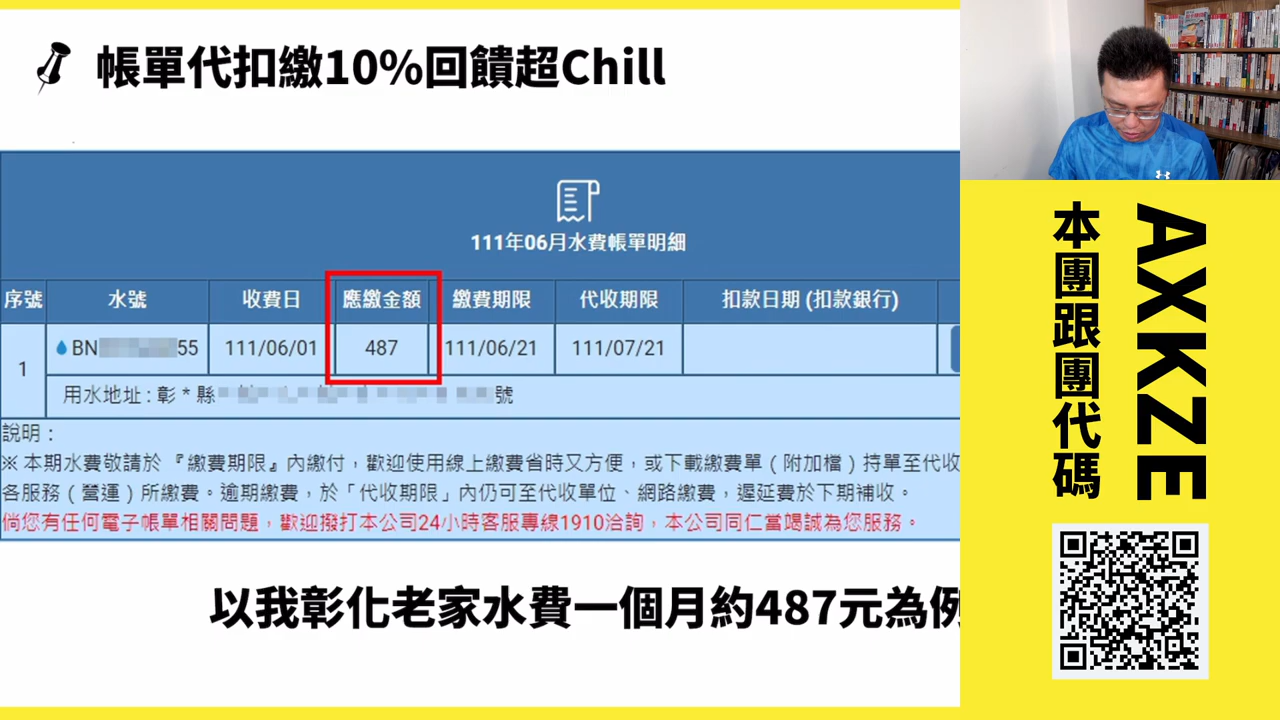 帳單代扣繳10%回饋超Chill
111年06月水費帳單明細
序號 水號 收費日 應繳金額 繳費期限 代收期限 扣款日期 (扣款銀行)
1 BN 55 111/06/01 487 111/06/21 111/07/21
用水地址 : 彰 * 縣 號
說明：
※ 本期水費敬請於 『繳費期限』內繳付，歡迎使用線上繳費省時又方便，或下載繳費單（附加檔）持單至代收
各服務（營運）所繳費。逾期繳費，於「代收期限」內仍可至代收單位、網路繳費，遲延費於下期補收。
倘您有任何電子帳單相關問題，歡迎撥打本公司24小時客服專線1910洽詢，本公司同仁當竭誠為您服務。
以我彰化老家水費一個月約487元為例
AXKZE
本團跟團代碼